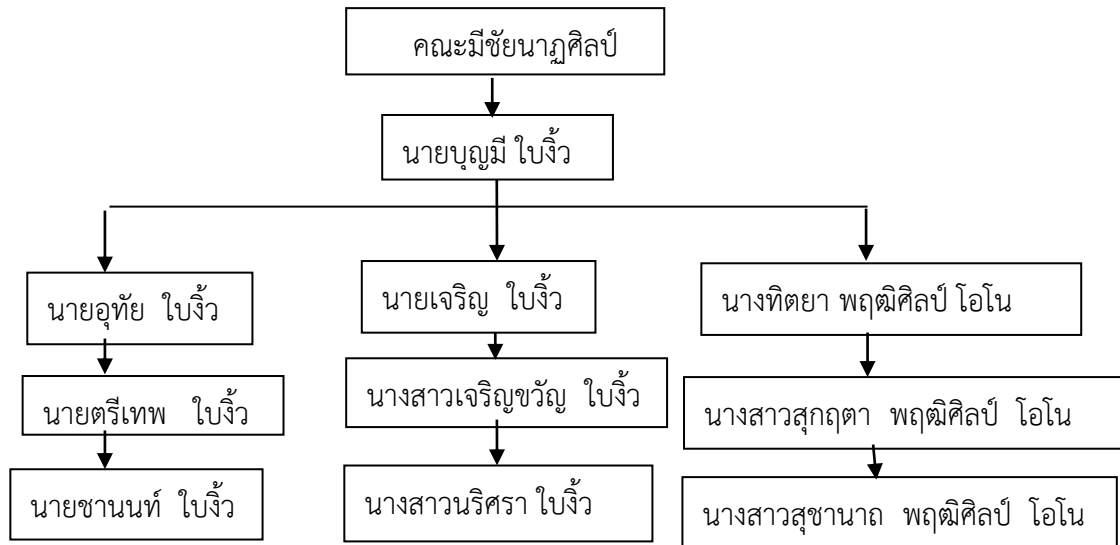 คณะมีชัยนาฏศิลป์
นายบุญมี ใบงิ้ว
นายอุทัย ใบงิ้ว
นายเจริญ ใบงิ้ว
นางทิตยา พฤฒิศิลป์ โอโน
นายตรีเทพ ใบงิ้ว
นางสาวเจริญขวัญ ใบงิ้ว
นางสาวสุกฤตา พฤฒิศิลป์ โอโน
นายชานนท์ ใบงิ้ว
นางสาวนริศรา ใบงิ้ว
นางสาวสุชานาถ พฤฒิศิลป์ โอโน